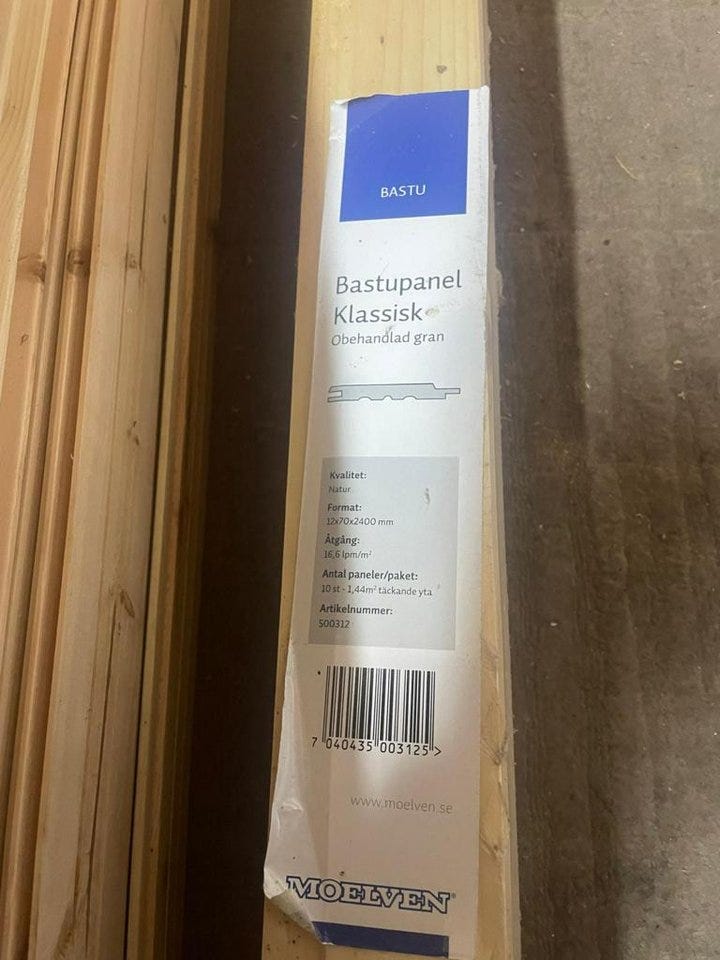 BASTU
Bastupanel
Klassisk
Obehandlad gran
Kvalitet:
Natur
Format:
12x70x2400 mm
Åtgång:
16,6 lpm/m²
Antal paneler/paket:
10 st - 1,44m² täckande yta
Artikelnummer:
500312
7 040435 003125 >
www.moelven.se
MOELVEN®